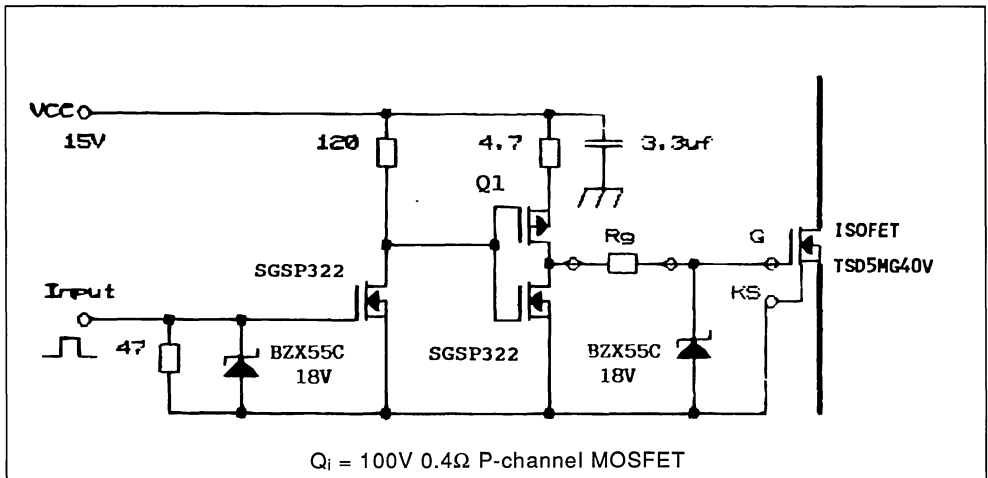 VCC
15V
120
4.7
3.3uf
Q1
Rg
G
ISOFET
TSD5MG40V
KS
SGSP322
Input
47
BZX55C
18V
SGSP322
BZX55C
18V
Qi = 100V 0.4Ω P-channel MOSFET